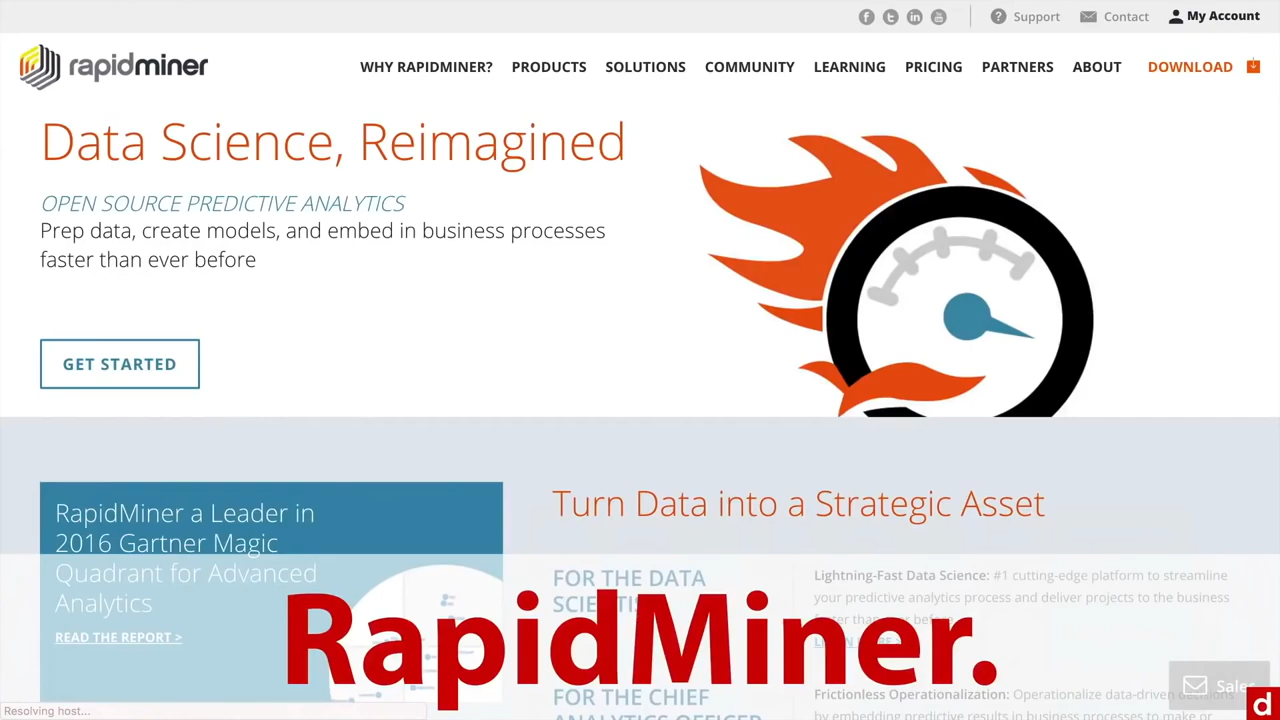 Support
Contact
My Account
rapidminer
WHY RAPIDMINER?
PRODUCTS
SOLUTIONS
COMMUNITY
LEARNING
PRICING
PARTNERS
ABOUT
DOWNLOAD
Data Science, Reimagined
OPEN SOURCE PREDICTIVE ANALYTICS
Prep data, create models, and embed in business processes
faster than ever before
GET STARTED
RapidMiner a Leader in
2016 Gartner Magic
Quadrant for Advanced
Analytics
READ THE REPORT >
Turn Data into a Strategic Asset
FOR THE DATA
SCIENTIST
Lightning-Fast Data Science: #1 cutting-edge platform to streamline
your predictive analytics process and deliver projects to the business
faster than ever before.
FOR THE CHIEF
ANALYTICS OFFICER
Frictionless Operationalization: Operationalize data-driven decisions
by embedding predictive results in business processes to make or
RapidMiner.
Sales
Resolving host...
d